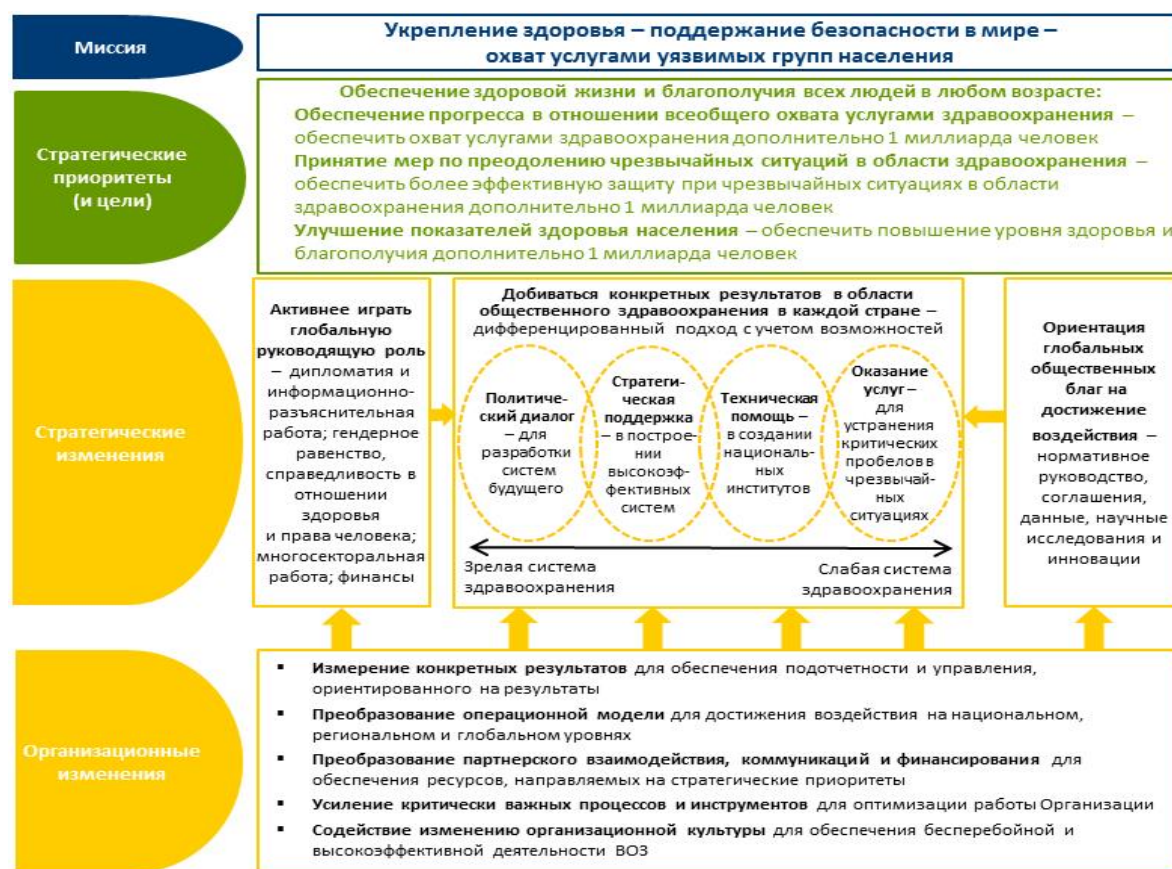 Миссия
Укрепление здоровья – поддержание безопасности в мире –
охват услугами уязвимых групп населения
Стратегические
приоритеты
(и цели)
Обеспечение здоровой жизни и благополучия всех людей в любом возрасте:
Обеспечение прогресса в отношении всеобщего охвата услугами здравоохранения –
обеспечить охват услугами здравоохранения дополнительно 1 миллиарда человек
Принятие мер по преодолению чрезвычайных ситуаций в области здравоохранения –
обеспечить более эффективную защиту при чрезвычайных ситуациях в области
здравоохранения дополнительно 1 миллиарда человек
Улучшение показателей здоровья населения – обеспечить повышение уровня здоровья и
благополучия дополнительно 1 миллиарда человек
Стратегические
изменения
Активнее играть
глобальную
руководящую роль
– дипломатия и
информационно-
разъяснительная
работа; гендерное
равенство,
справедливость в
отношении
здоровья
и права человека;
многосекторальная
работа; финансы
Добиваться конкретных результатов в области
общественного здравоохранения в каждой стране –
дифференцированный подход с учетом возможностей
Политиче-
ский диалог
– для
разработки
систем
будущего
Стратеги-
ческая
поддержка
– в построе-
нии
высокоэф-
фективных
систем
Техническая
помощь –
в создании
националь-
ных
институтов
Оказание
услуг –
для
устранения
критических
пробелов в
чрезвычай-
ных
ситуациях
Зрелая система
здравоохранения
Слабая система
здравоохранения
Ориентация
глобальных
общественных
благ на
достижение
воздействия –
нормативное
руководство,
соглашения,
данные, научные
исследования и
инновации
Организационные
изменения
▪ Измерение конкретных результатов для обеспечения подотчетности и управления,
ориентированного на результаты
▪ Преобразование операционной модели для достижения воздействия на национальном,
региональном и глобальном уровнях
▪ Преобразование партнерского взаимодействия, коммуникаций и финансирования для
обеспечения ресурсов, направляемых на стратегические приоритеты
▪ Усиление критически важных процессов и инструментов для оптимизации работы Организации
▪ Содействие изменению организационной культуры для обеспечения бесперебойной и
высокоэффективной деятельности ВОЗ